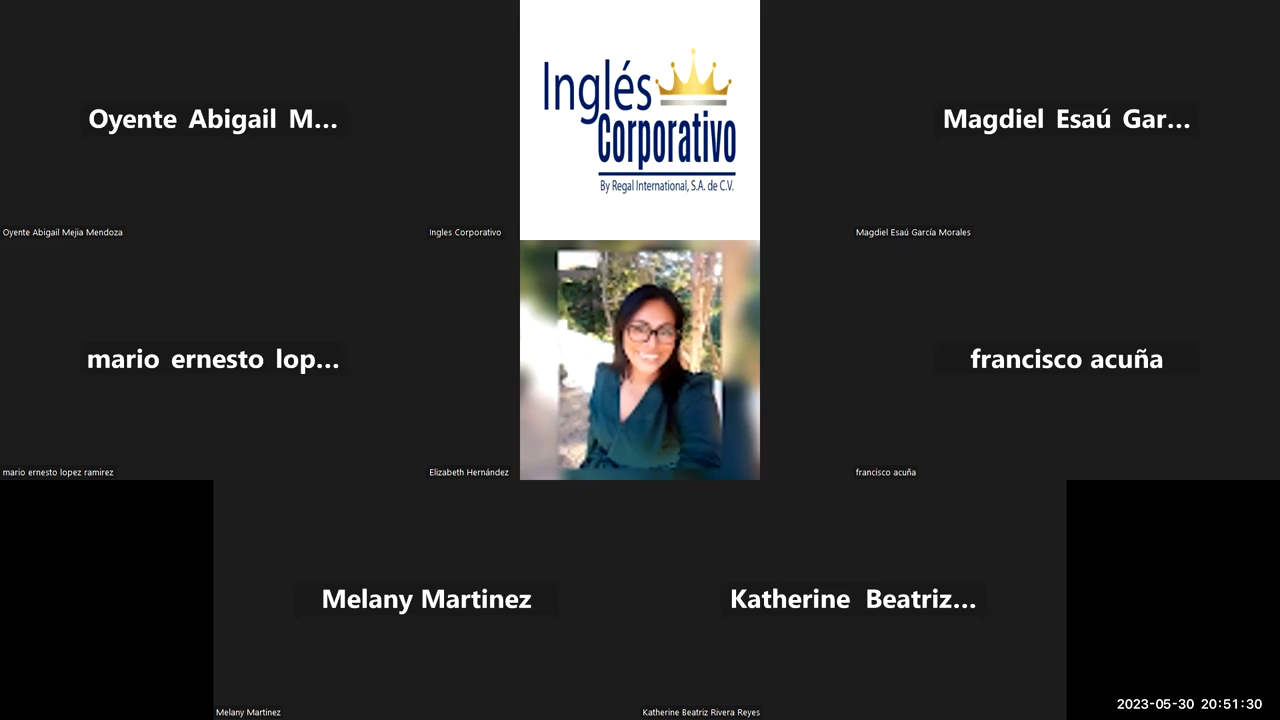 Oyente Abigail M...
Inglés
Corporativo
By Regal International, S.A. de C.V.
Magdiel Esaú Gar...
Oyente Abigail Mejia Mendoza
Ingles Corporativo
Magdiel Esaú García Morales
mario ernesto lop...
francisco acuña
mario ernesto lopez ramirez
Elizabeth Hernández
francisco acuña
Melany Martinez
Katherine Beatriz...
Melany Martinez
Katherine Beatriz Rivera Reyes
2023-05-30 20:51:30